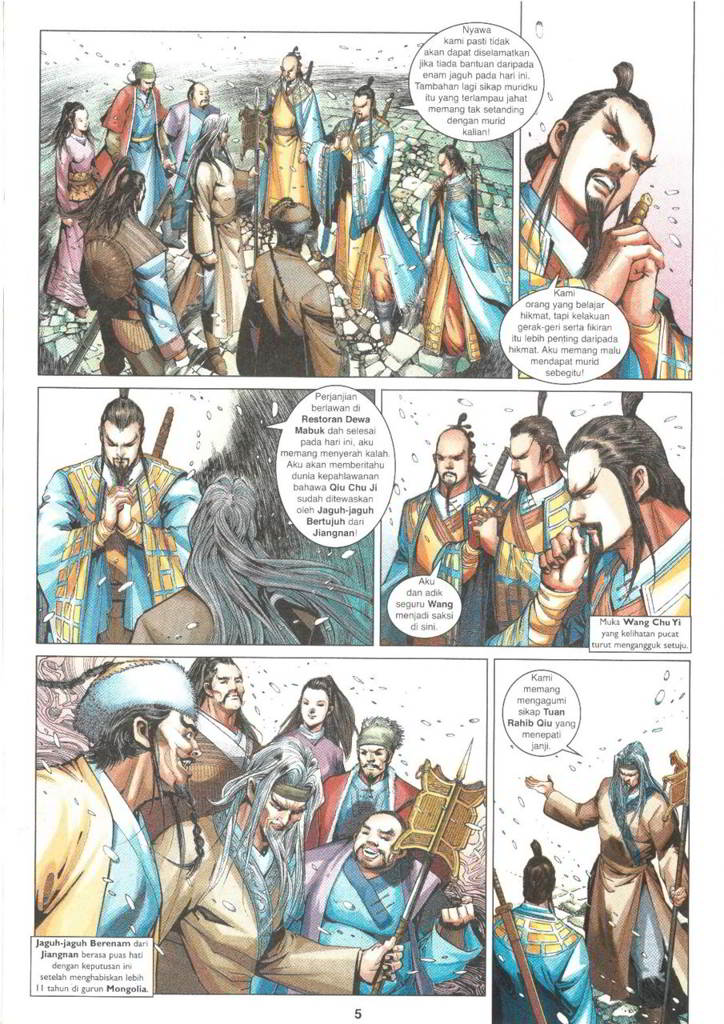 Nyawa
kami pasti tidak
akan dapat diselamatkan
jika tiada bantuan daripada
enam jaguh pada hari ini.
Tambahan lagi sikap muridku
itu yang terlampau jahat
memang tak setanding
dengan murid
kalian!
Kami
orang yang belajar
hikmat, tapi kelakuan
gerak-geri serta fikiran
itu lebih penting daripada
hikmat. Aku memang malu
mendapat murid
sebegitu!
Perjanjian
berlawan di
Restoran Dewa
Mabuk dah selesai
pada hari ini, aku
memang menyerah kalah.
Aku akan memberitahu
dunia kepahlawanan
bahawa Qiu Chu Ji
sudah ditewaskan
oleh Jaguh-jaguh
Bertujuh dari
Jiangnan!
Aku
dan adik
seguru Wang
menjadi saksi
di sini.
Muka Wang Chu Yi
yang kelihatan pucat
turut mengangguk setuju.
Jaguh-jaguh Berenam dari
Jiangnan berasa puas hati
dengan keputusan ini
setelah menghabiskan lebih
11 tahun di gurun Mongolia.
Kami
memang
mengagumi
sikap Tuan
Rahib Qiu yang
menepati
janji.
5